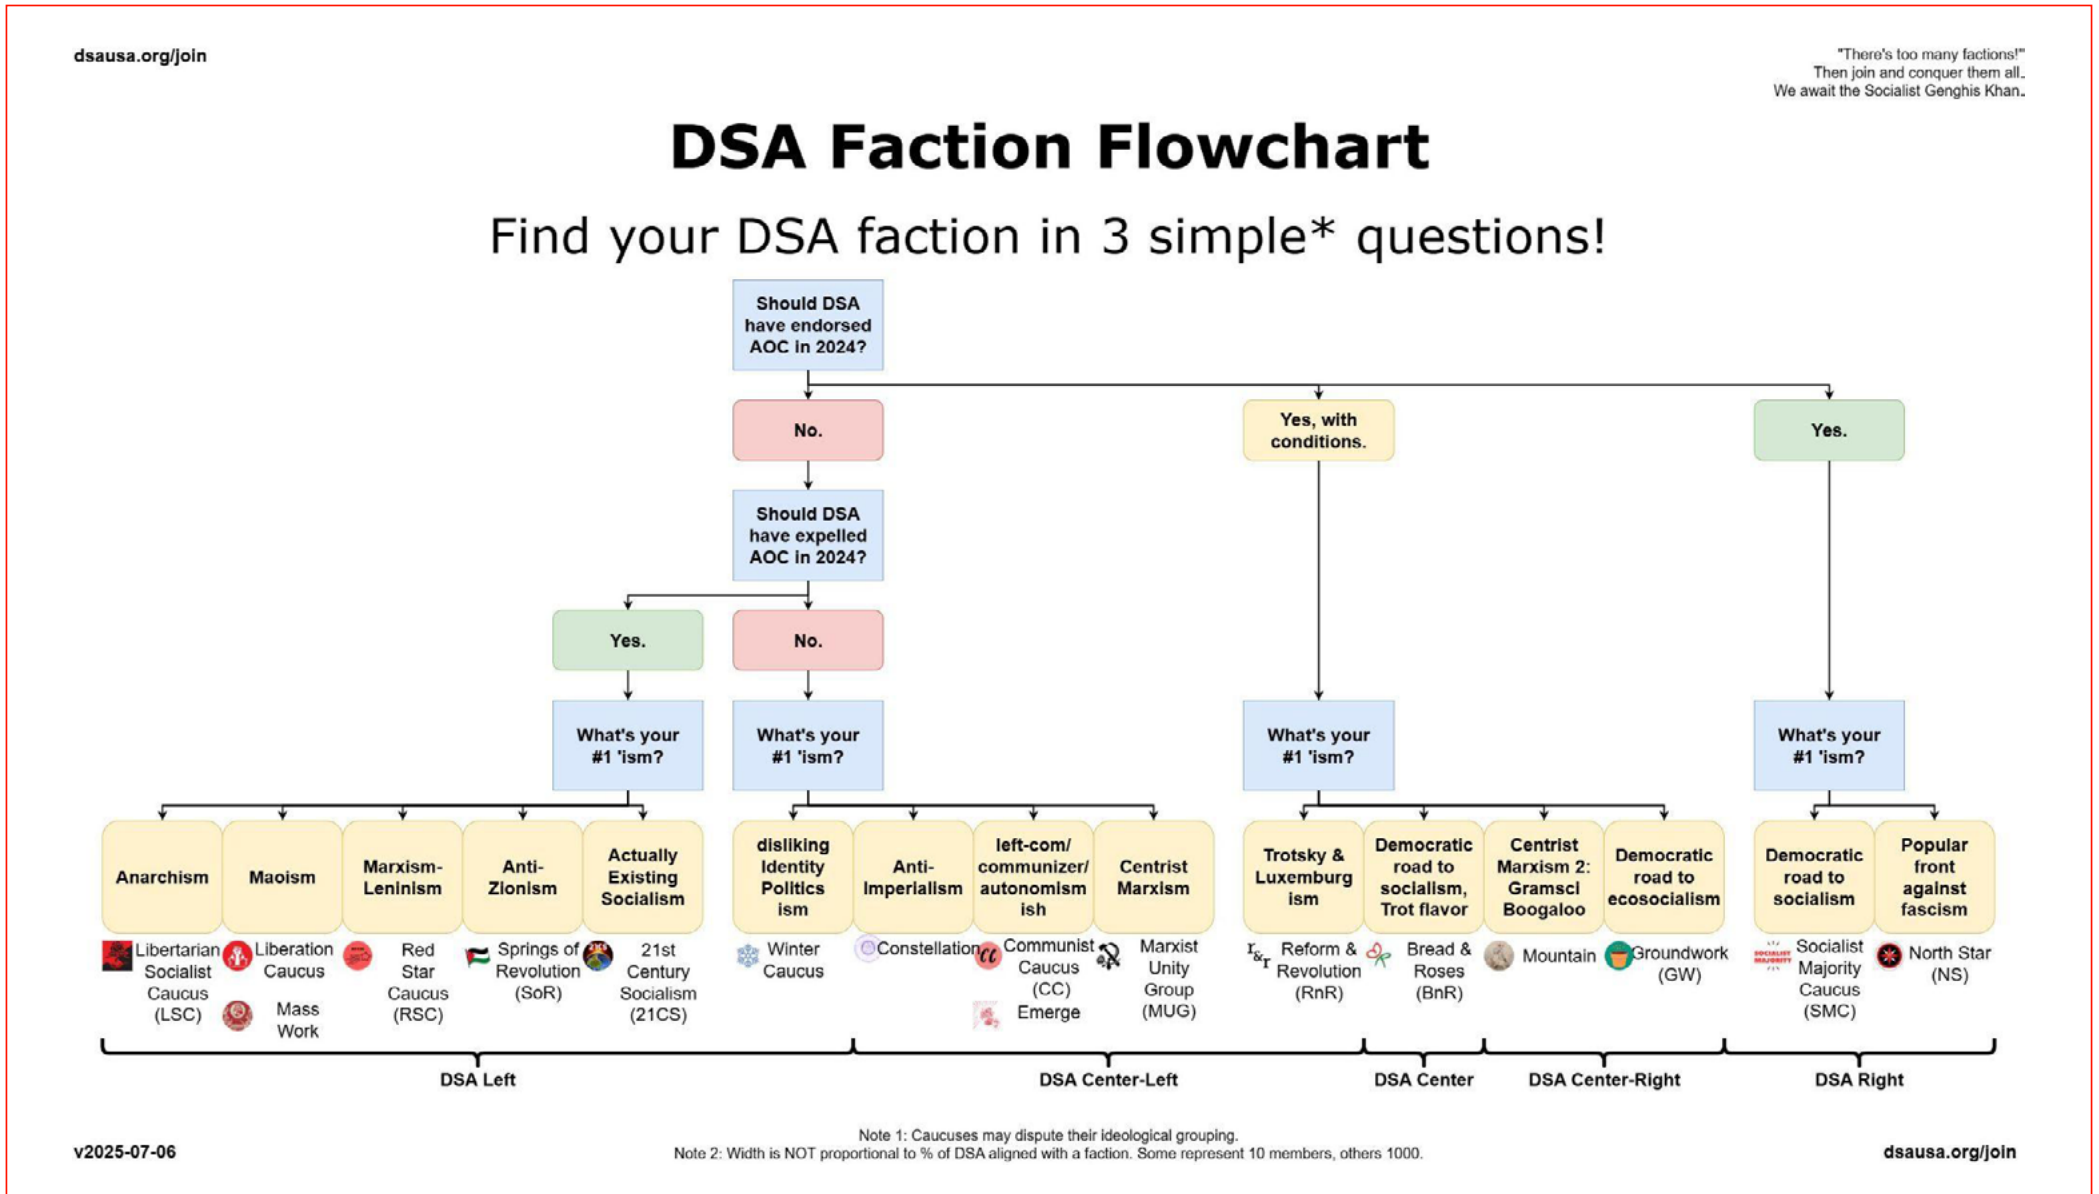 dsausa.org/join
"There's too many factions!"
Then join and conquer them all.
We await the Socialist Genghis Khan.
DSA Faction Flowchart
Find your DSA faction in 3 simple* questions!
Should DSA
have endorsed
AOC in 2024?
No.
Yes, with
conditions.
Yes.
Should DSA
have expelled
AOC in 2024?
Yes.
No.
What's your
#1 'ism?
What's your
#1 'ism?
What's your
#1 'ism?
What's your
#1 'ism?
Anarchism
Maoism
Marxism-
Leninism
Anti-
Zionism
Actually
Existing
Socialism
disliking
Identity
Politics
ism
Anti-
Imperialism
left-com/
communizer/
autonomism
ish
Centrist
Marxism
Trotsky &
Luxemburg
ism
Democratic
road to
socialism,
Trot flavor
Centrist
Marxism 2:
Gramsci
Boogaloo
Democratic
road to
ecosocialism
Democratic
road to
socialism
Popular
front
against
fascism
Libertarian
Socialist
Caucus
(LSC)
Liberation
Caucus
Mass
Work
Red
Star
Caucus
(RSC)
Springs of
Revolution
(SoR)
21st
Century
Socialism
(21CS)
Winter
Caucus
Constellation
CC
Communist
Caucus
(CC)
Emerge
Marxist
Unity
Group
(MUG)
r&r
Reform &
Revolution
(RnR)
Bread &
Roses
(BnR)
Mountain
Groundwork
(GW)
SOCIALIST
MAJORITY
Socialist
Majority
Caucus
(SMC)
North Star
(NS)
DSA Left
DSA Center-Left
DSA Center
DSA Center-Right
DSA Right
v2025-07-06
Note 1: Caucuses may dispute their ideological grouping.
Note 2: Width is NOT proportional to % of DSA aligned with a faction. Some represent 10 members, others 1000.
dsausa.org/join